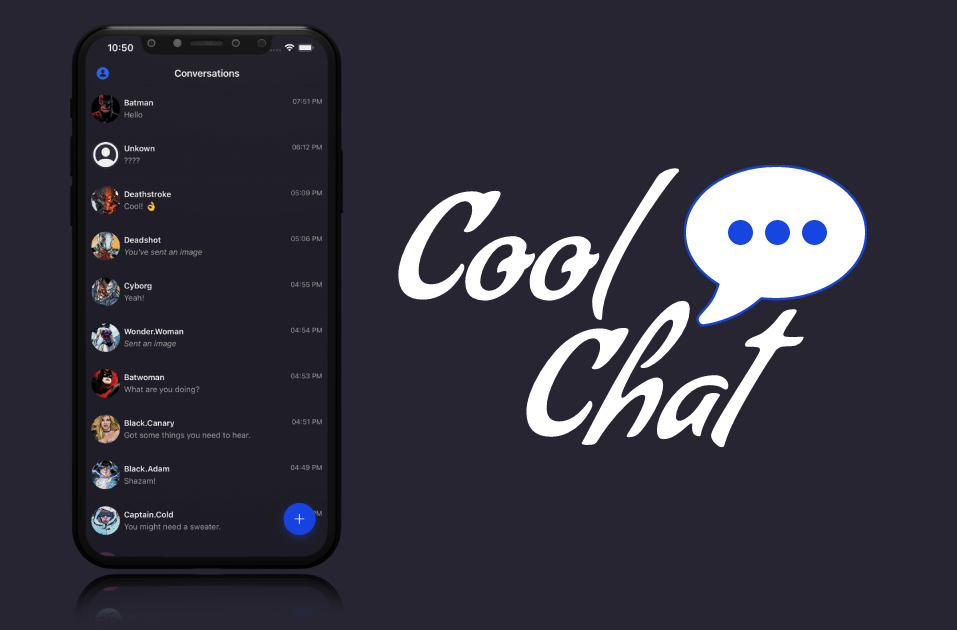 10:50
Conversations
Batman
07:51 PM
Hello
Unkown
06:12 PM
????
Deathstroke
05:09 PM
Cool! 👌
Deadshot
05:06 PM
You've sent an image
Cyborg
04:55 PM
Yeah!
Wonder.Woman
04:54 PM
Sent an image
Batwoman
04:53 PM
What are you doing?
Black.Canary
04:51 PM
Got some things you need to hear.
Black.Adam
04:49 PM
Shazam!
Captain.Cold
PM
You might need a sweater.
+
Cool
Chat